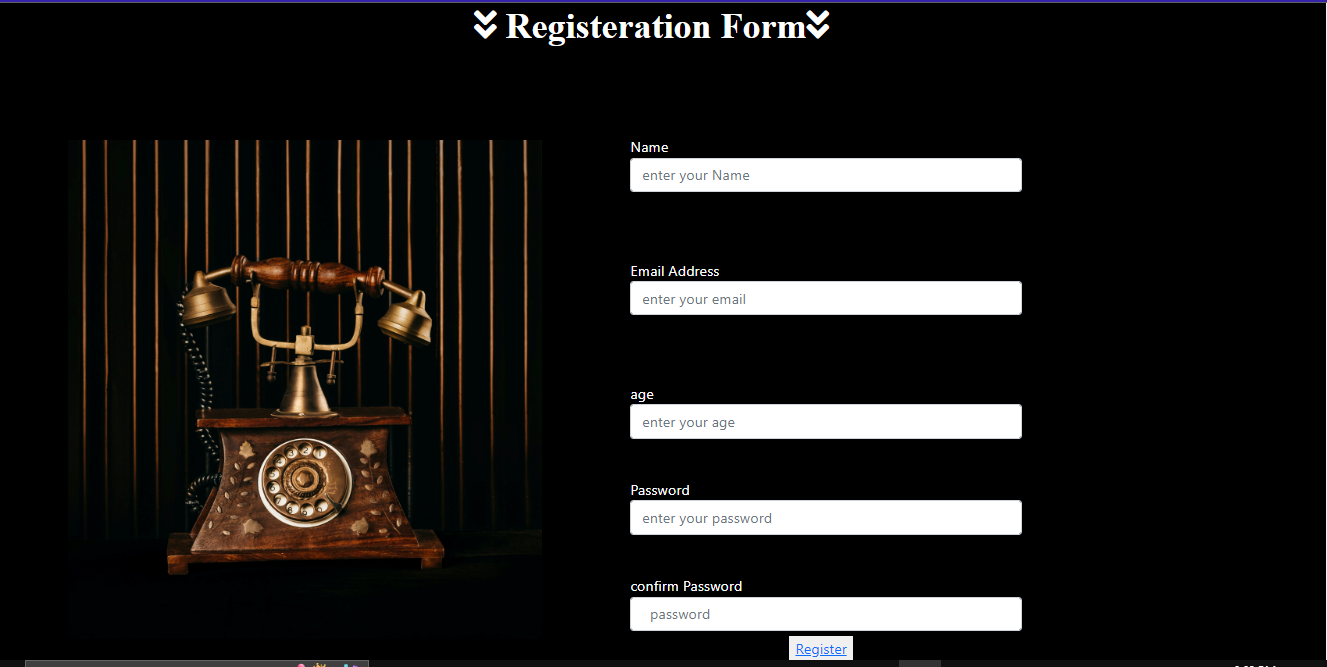 Registeration Form
Name
enter your Name
Email Address
enter your email
age
enter your age
Password
enter your password
confirm Password
password
Register